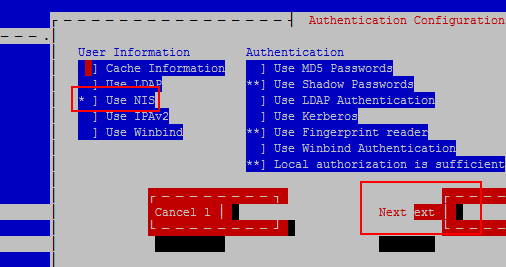 Authentication Configuration
User Information
Authentication
] Cache Information
] Use MD5 Passwords
] Use LDAP
**] Use Shadow Passwords
* ] Use NIS
] Use LDAP Authentication
] Use IPAv2
] Use Kerberos
] Use Winbind
**] Use Fingerprint reader
] Use Winbind Authentication
**] Local authorization is sufficient
Cancel l
Next ext